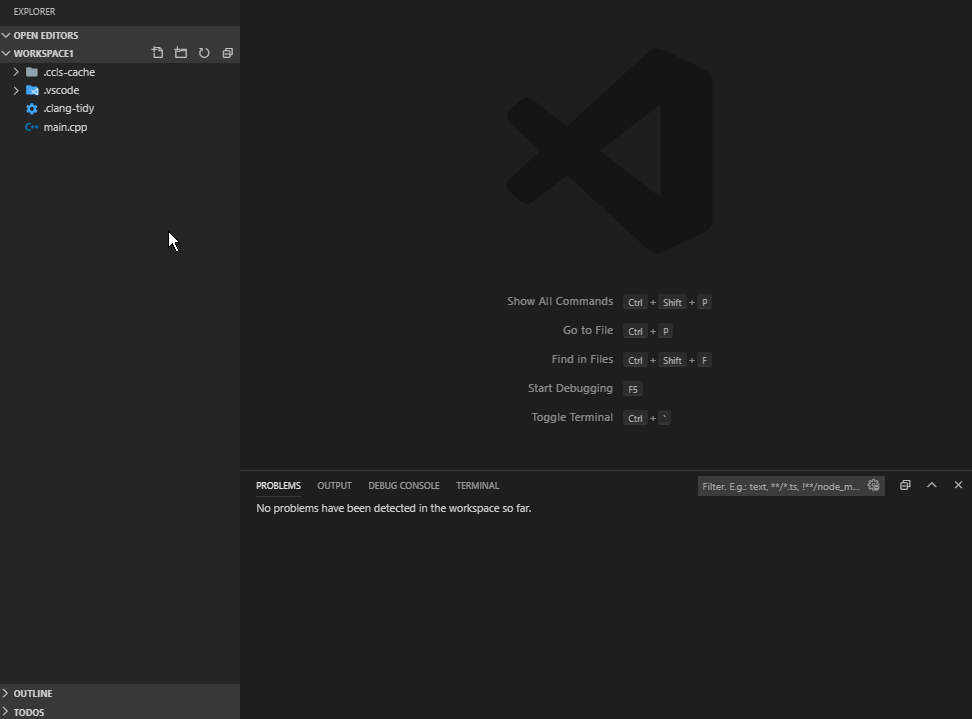 EXPLORER
OPEN EDITORS
WORKSPACE1
.ccls-cache
.vscode
.clang-tidy
C++ main.cpp
OUTLINE
TODOS
Show All Commands Ctrl + Shift + P
Go to File Ctrl + P
Find in Files Ctrl + Shift + F
Start Debugging F5
Toggle Terminal Ctrl + `
PROBLEMS OUTPUT DEBUG CONSOLE TERMINAL Filter. E.g.: text, **/*.ts, !**/node_m...
No problems have been detected in the workspace so far.